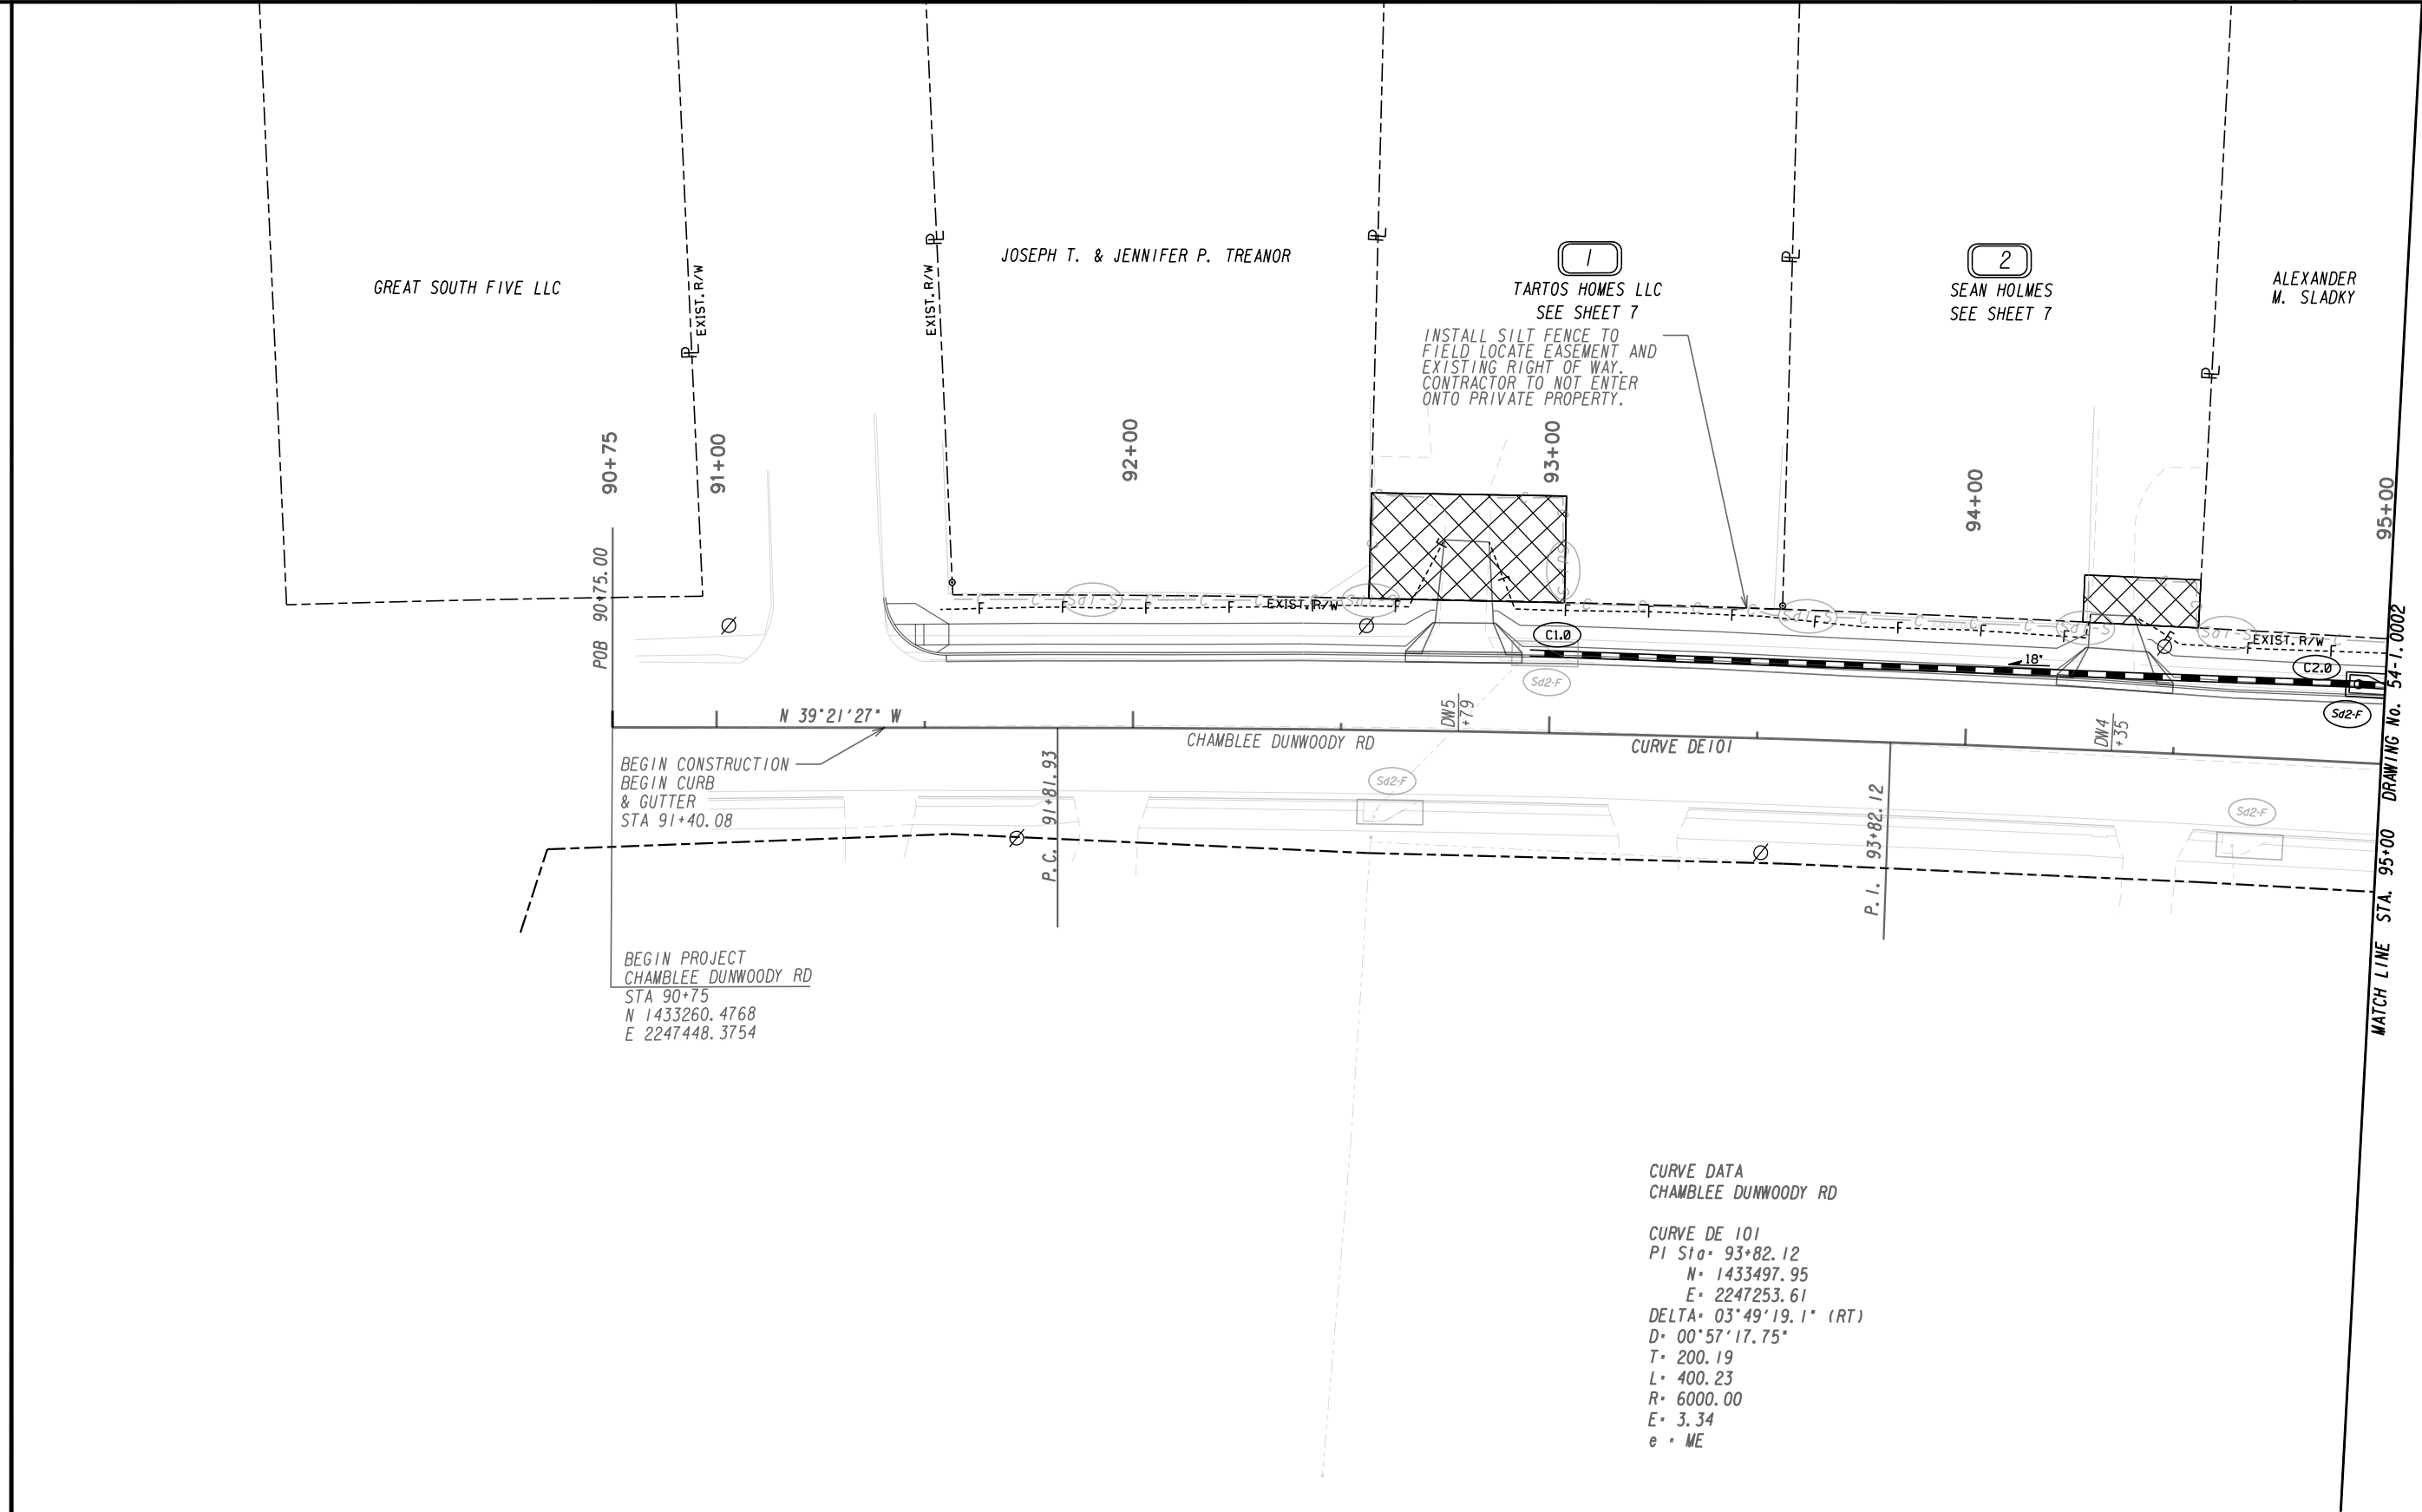 GREAT SOUTH FIVE LLC
EXIST. R/W
EXIST. R/W
JOSEPH T. & JENNIFER P. TREANOR
1
TARTOS HOMES LLC
SEE SHEET 7
INSTALL SILT FENCE TO
FIELD LOCATE EASEMENT AND
EXISTING RIGHT OF WAY.
CONTRACTOR TO NOT ENTER
ONTO PRIVATE PROPERTY.
2
SEAN HOLMES
SEE SHEET 7
ALEXANDER
M. SLADKY
90+75
91+00
92+00
93+00
94+00
95+00
POB 90+75.00
Sd1-S
EXIST. R/W
Sd1-S
Sd1-S
Sd1-S
Sd1-S
Sd1-S
EXIST. R/W
C1.0
18"
C2.0
Sd2-F
Sd2-F
N 39°21'27" W
CHAMBLEE DUNWOODY RD
DW5
+79
CURVE DE101
DW4
+35
BEGIN CONSTRUCTION
BEGIN CURB
& GUTTER
STA 91+40.08
P.C. 91+81.93
Sd2-F
P.I. 93+82.12
Sd2-F
MATCH LINE STA. 95+00 DRAWING No. 54-1.0002
BEGIN PROJECT
CHAMBLEE DUNWOODY RD
STA 90+75
N 1433260.4768
E 2247448.3754
CURVE DATA
CHAMBLEE DUNWOODY RD
CURVE DE 101
PI Sta= 93+82.12
N= 1433497.95
E= 2247253.61
DELTA= 03°49'19.1" (RT)
D= 00°57'17.75"
T= 200.19
L= 400.23
R= 6000.00
E= 3.34
e = ME